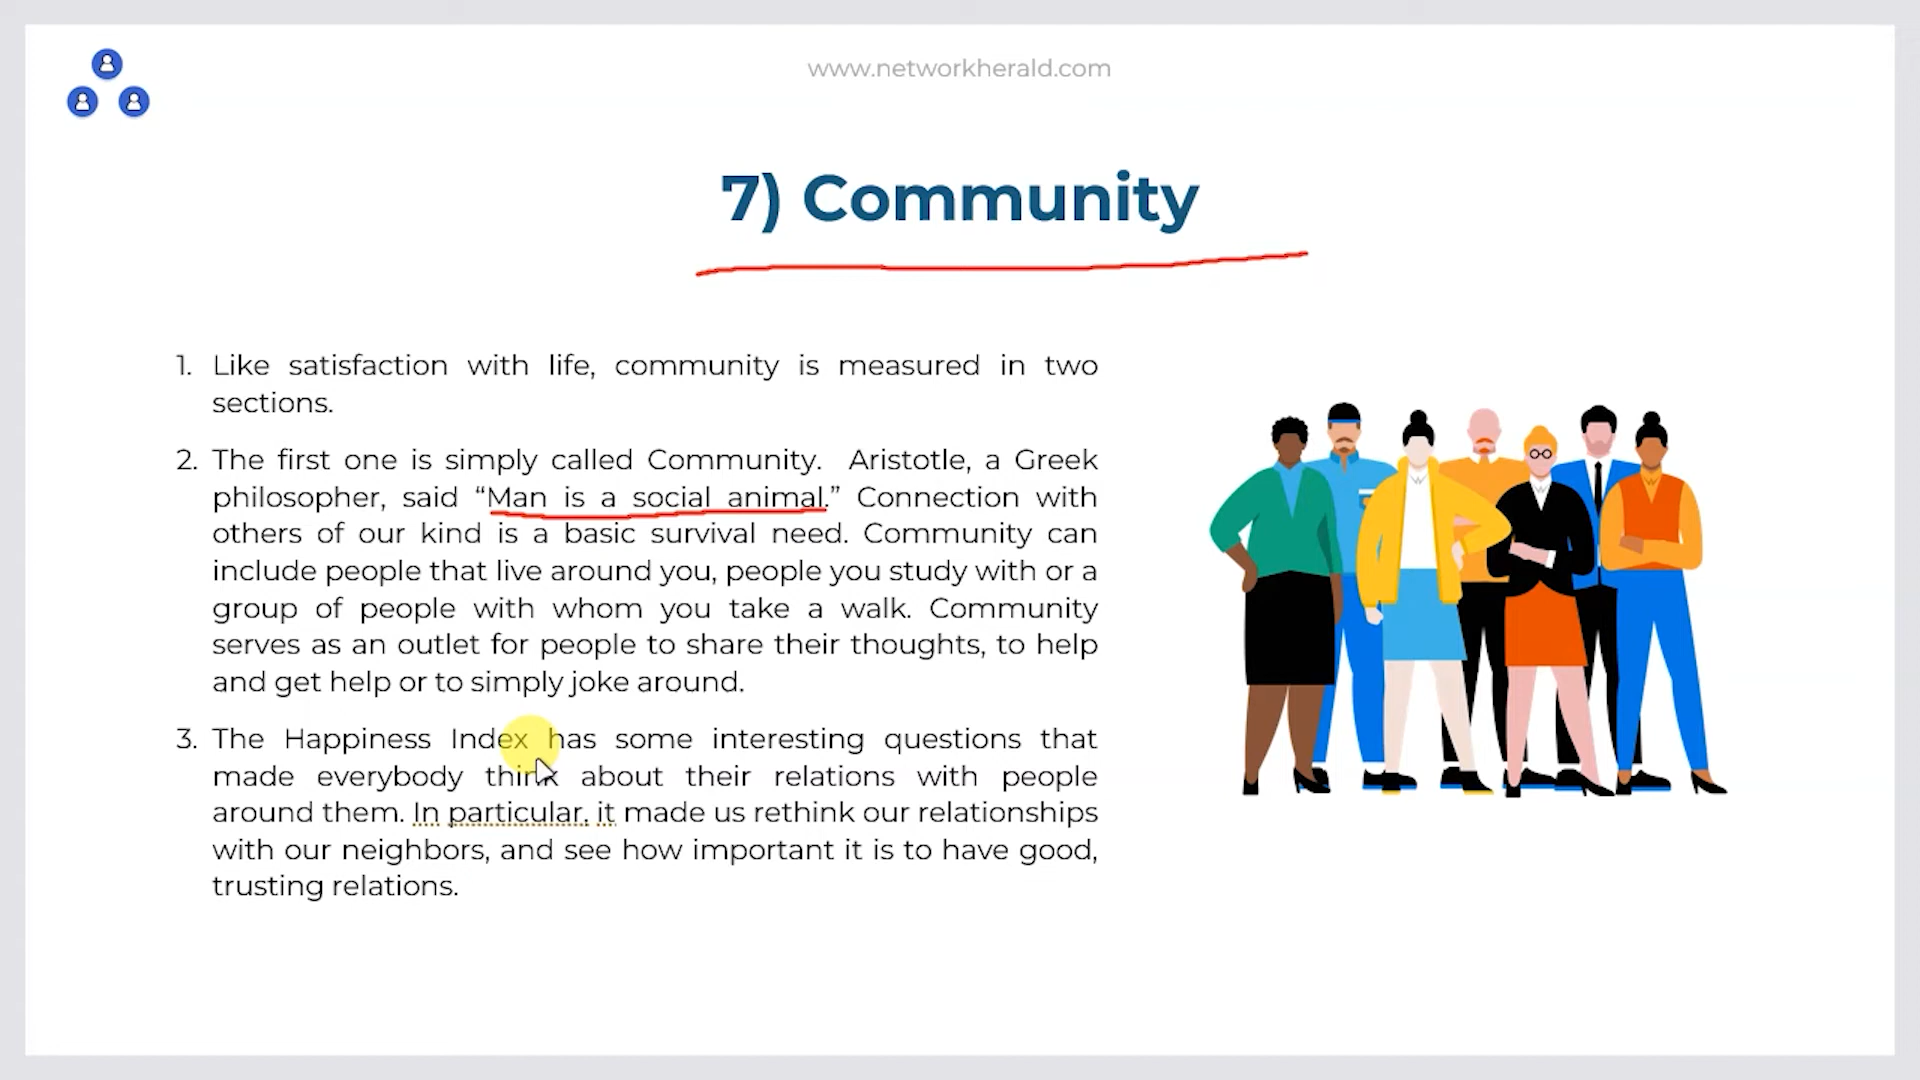 www.networkherald.com
7) Community
1. Like satisfaction with life, community is measured in two
sections.
2. The first one is simply called Community. Aristotle, a Greek
philosopher, said “Man is a social animal.” Connection with
others of our kind is a basic survival need. Community can
include people that live around you, people you study with or a
group of people with whom you take a walk. Community
serves as an outlet for people to share their thoughts, to help
and get help or to simply joke around.
3. The Happiness Index has some interesting questions that
made everybody think about their relations with people
around them. In particular, it made us rethink our relationships
with our neighbors, and see how important it is to have good,
trusting relations.